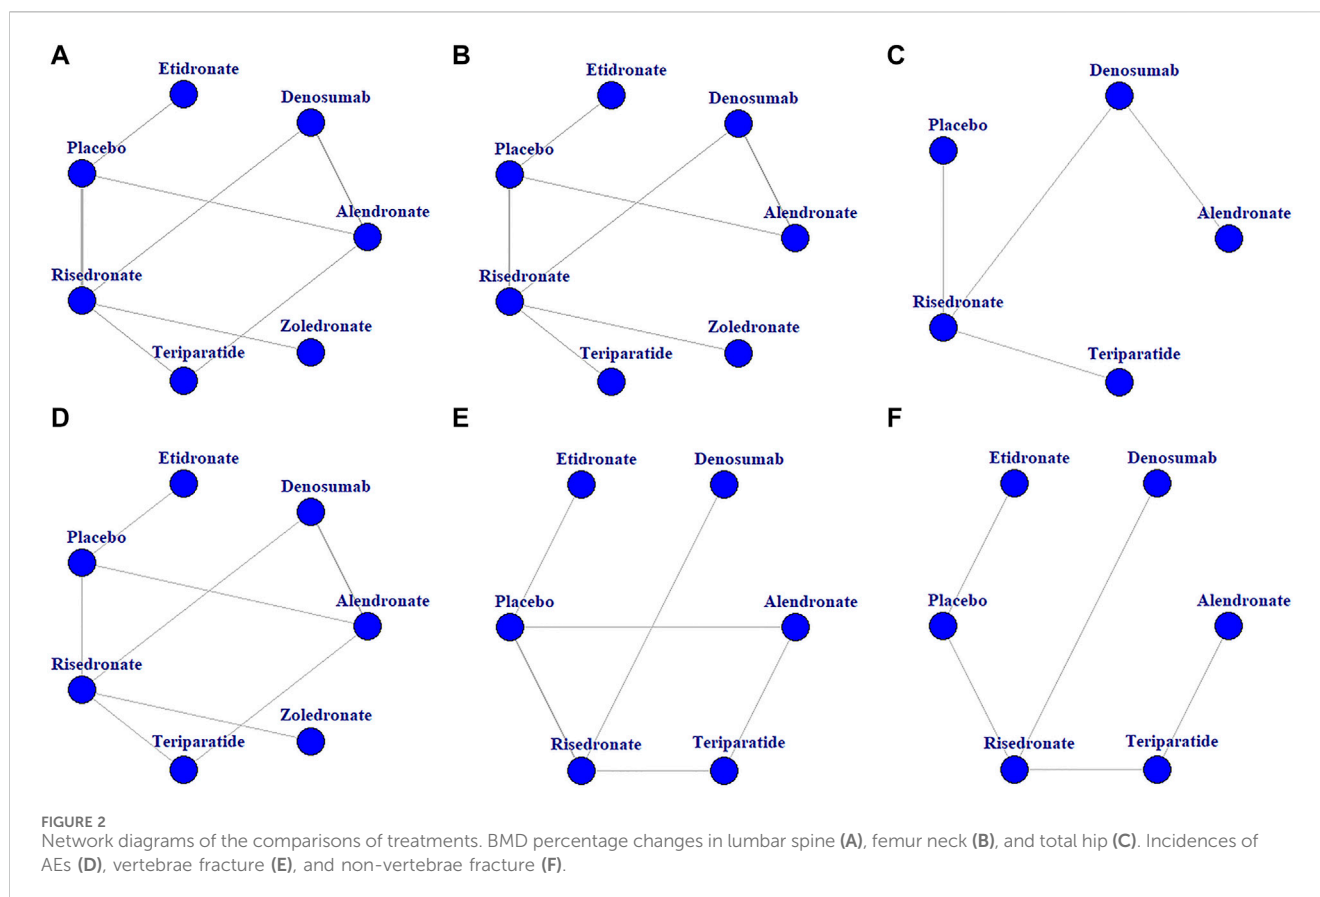 A
Etidronate
Denosumab
Placebo
Alendronate
Risedronate
Zoledronate
Teriparatide
B
Etidronate
Denosumab
Placebo
Alendronate
Risedronate
Zoledronate
Teriparatide
C
Denosumab
Placebo
Alendronate
Risedronate
Teriparatide
D
Etidronate
Denosumab
Placebo
Alendronate
Risedronate
Zoledronate
Teriparatide
E
Etidronate
Denosumab
Placebo
Alendronate
Risedronate
Teriparatide
F
Etidronate
Denosumab
Placebo
Alendronate
Risedronate
Teriparatide
FIGURE 2
Network diagrams of the comparisons of treatments. BMD percentage changes in lumbar spine (A), femur neck (B), and total hip (C). Incidences of
AEs (D), vertebrae fracture (E), and non-vertebrae fracture (F).